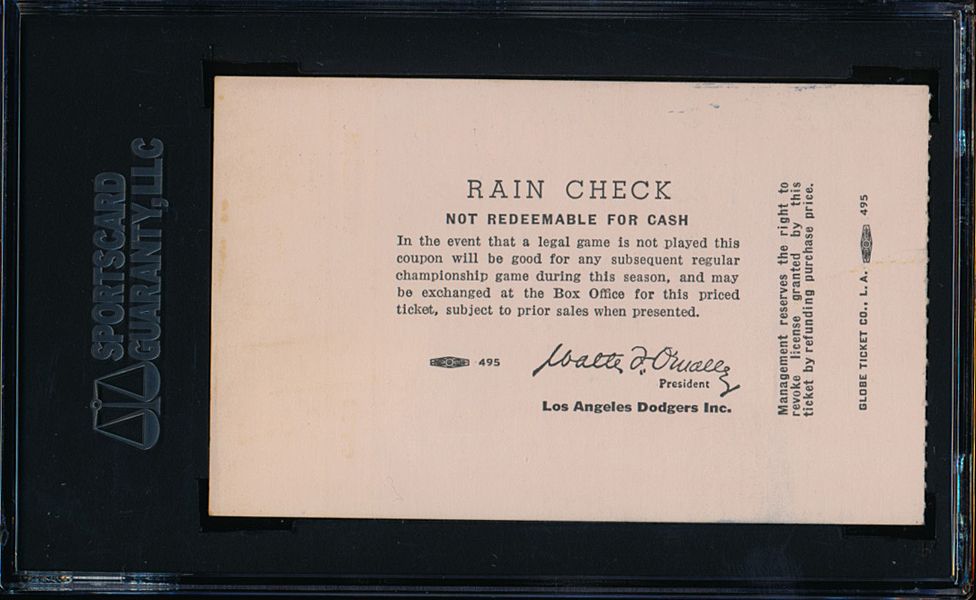 SPORTSCARD
GUARANTY, LLC
RAIN CHECK
NOT REDEEMABLE FOR CASH
In the event that a legal game is not played this
coupon will be good for any subsequent regular
championship game during this season, and may
be exchanged at the Box Office for this priced
ticket, subject to prior sales when presented.
495
Walter F. O'Malley
President
Los Angeles Dodgers Inc.
Management reserves the right to
revoke license granted by this
ticket by refunding purchase price.
GLOBE TICKET CO., L. A. 495